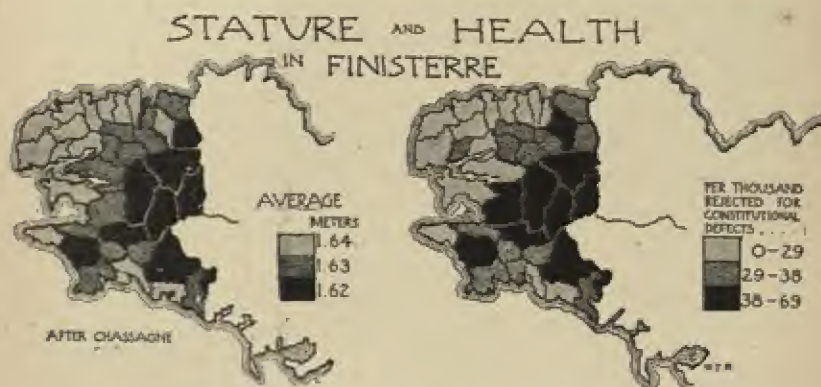 STATURE AND HEALTH
IN FINISTERRE
AVERAGE
METERS
1.64
1.63
1.62
AFTER CHASSAGNE
PER THOUSAND
REJECTED FOR
CONSTITUTIONAL
DEFECTS....
0-29
29-38
38-69